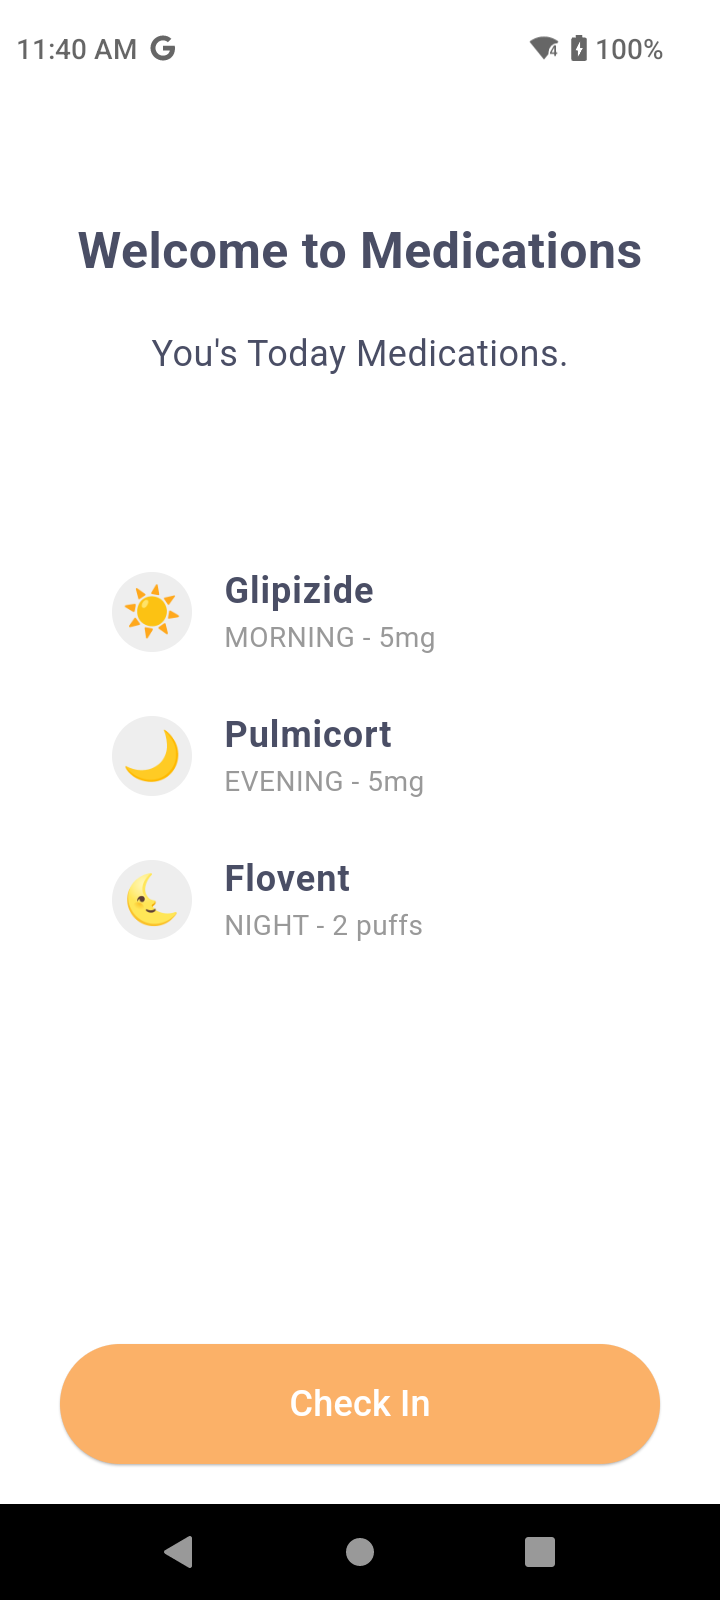 11:40 AM
100%
Welcome to Medications
You's Today Medications.
Glipizide
MORNING - 5mg
Pulmicort
EVENING - 5mg
Flovent
NIGHT - 2 puffs
Check In